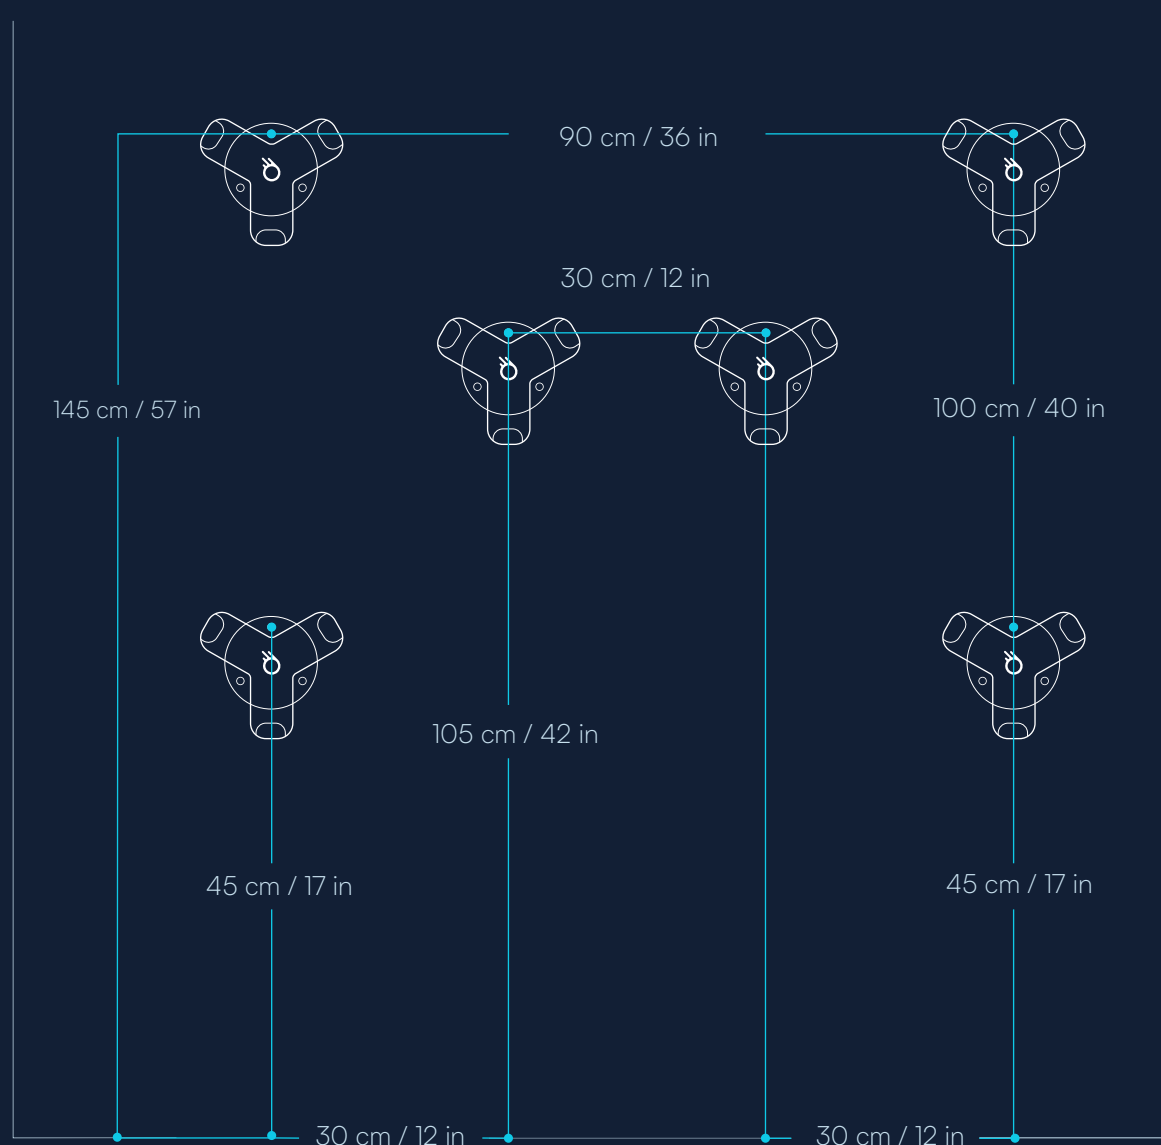 90 cm / 36 in
30 cm / 12 in
145 cm / 57 in
100 cm / 40 in
105 cm / 42 in
45 cm / 17 in
45 cm / 17 in
30 cm / 12 in
30 cm / 12 in